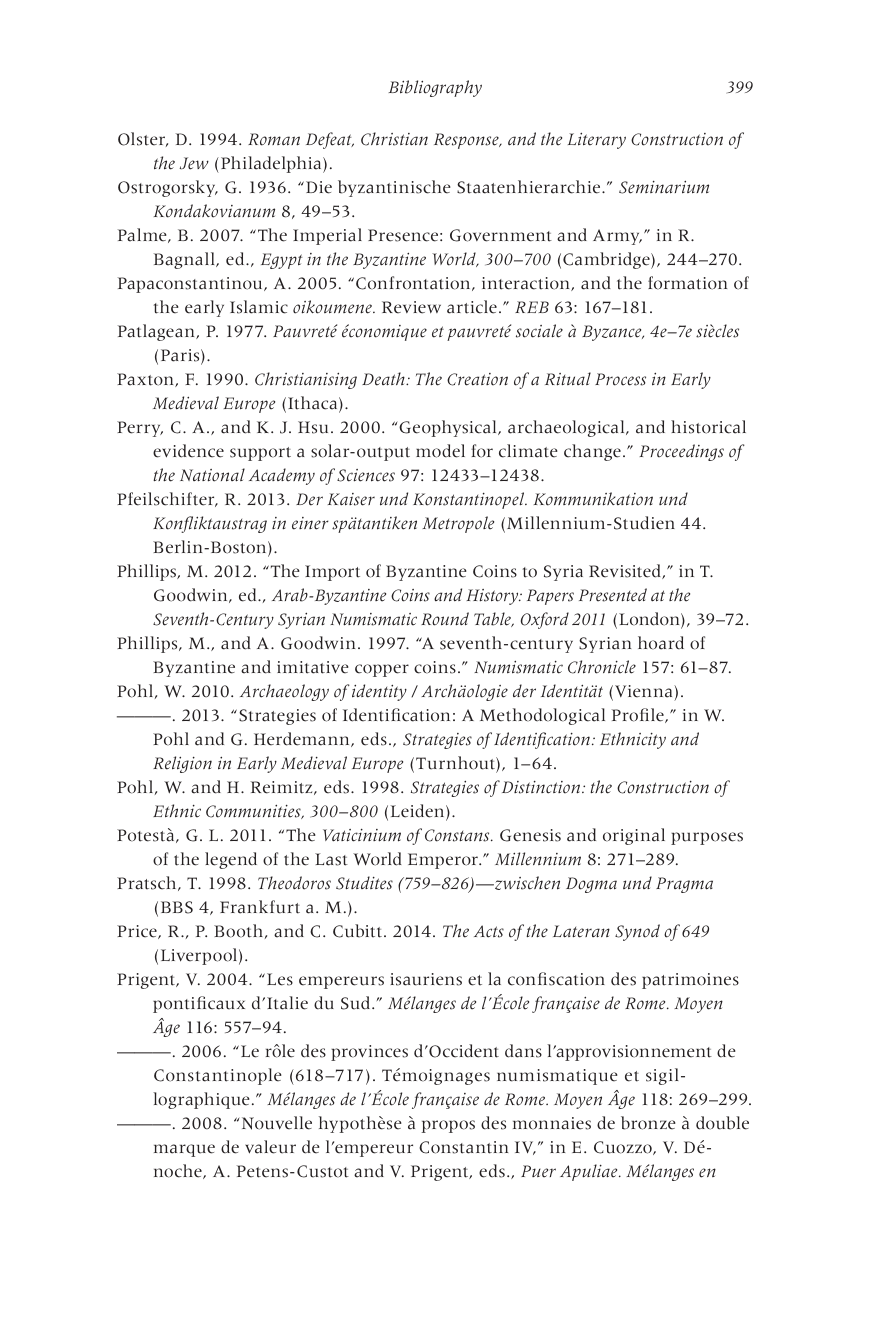 Bibliography 399
Olster, D. 1994. Roman Defeat, Christian Response, and the Literary Construction of
the Jew (Philadelphia).
Ostrogorsky, G. 1936. “Die byzantinische Staatenhierarchie.” Seminarium
Kondakovianum 8, 49–53.
Palme, B. 2007. “The Imperial Presence: Government and Army,” in R.
Bagnall, ed., Egypt in the Byzantine World, 300–700 (Cambridge), 244–270.
Papaconstantinou, A. 2005. “Confrontation, interaction, and the formation of
the early Islamic oikoumene. Review article.” REB 63: 167–181.
Patlagean, P. 1977. Pauvreté économique et pauvreté sociale à Byzance, 4e–7e siècles
(Paris).
Paxton, F. 1990. Christianising Death: The Creation of a Ritual Process in Early
Medieval Europe (Ithaca).
Perry, C. A., and K. J. Hsu. 2000. “Geophysical, archaeological, and historical
evidence support a solar-output model for climate change.” Proceedings of
the National Academy of Sciences 97: 12433–12438.
Pfeilschifter, R. 2013. Der Kaiser und Konstantinopel. Kommunikation und
Konfliktaustrag in einer spätantiken Metropole (Millennium-Studien 44.
Berlin-Boston).
Phillips, M. 2012. “The Import of Byzantine Coins to Syria Revisited,” in T.
Goodwin, ed., Arab-Byzantine Coins and History: Papers Presented at the
Seventh-Century Syrian Numismatic Round Table, Oxford 2011 (London), 39–72.
Phillips, M., and A. Goodwin. 1997. “A seventh-century Syrian hoard of
Byzantine and imitative copper coins.” Numismatic Chronicle 157: 61–87.
Pohl, W. 2010. Archaeology of identity / Archäologie der Identität (Vienna).
———. 2013. “Strategies of Identification: A Methodological Profile,” in W.
Pohl and G. Herdemann, eds., Strategies of Identification: Ethnicity and
Religion in Early Medieval Europe (Turnhout), 1–64.
Pohl, W. and H. Reimitz, eds. 1998. Strategies of Distinction: the Construction of
Ethnic Communities, 300–800 (Leiden).
Potestà, G. L. 2011. “The Vaticinium of Constans. Genesis and original purposes
of the legend of the Last World Emperor.” Millennium 8: 271–289.
Pratsch, T. 1998. Theodoros Studites (759–826)—zwischen Dogma und Pragma
(BBS 4, Frankfurt a. M.).
Price, R., P. Booth, and C. Cubitt. 2014. The Acts of the Lateran Synod of 649
(Liverpool).
Prigent, V. 2004. “Les empereurs isauriens et la confiscation des patrimoines
pontificaux d’Italie du Sud.” Mélanges de l’École française de Rome. Moyen
Âge 116: 557–94.
———. 2006. “Le rôle des provinces d’Occident dans l’approvisionnement de
Constantinople (618–717). Témoignages numismatique et sigil-
lographique.” Mélanges de l’École française de Rome. Moyen Âge 118: 269–299.
———. 2008. “Nouvelle hypothèse à propos des monnaies de bronze à double
marque de valeur de l’empereur Constantin IV,” in E. Cuozzo, V. Dé-
noche, A. Petens-Custot and V. Prigent, eds., Puer Apuliae. Mélanges en